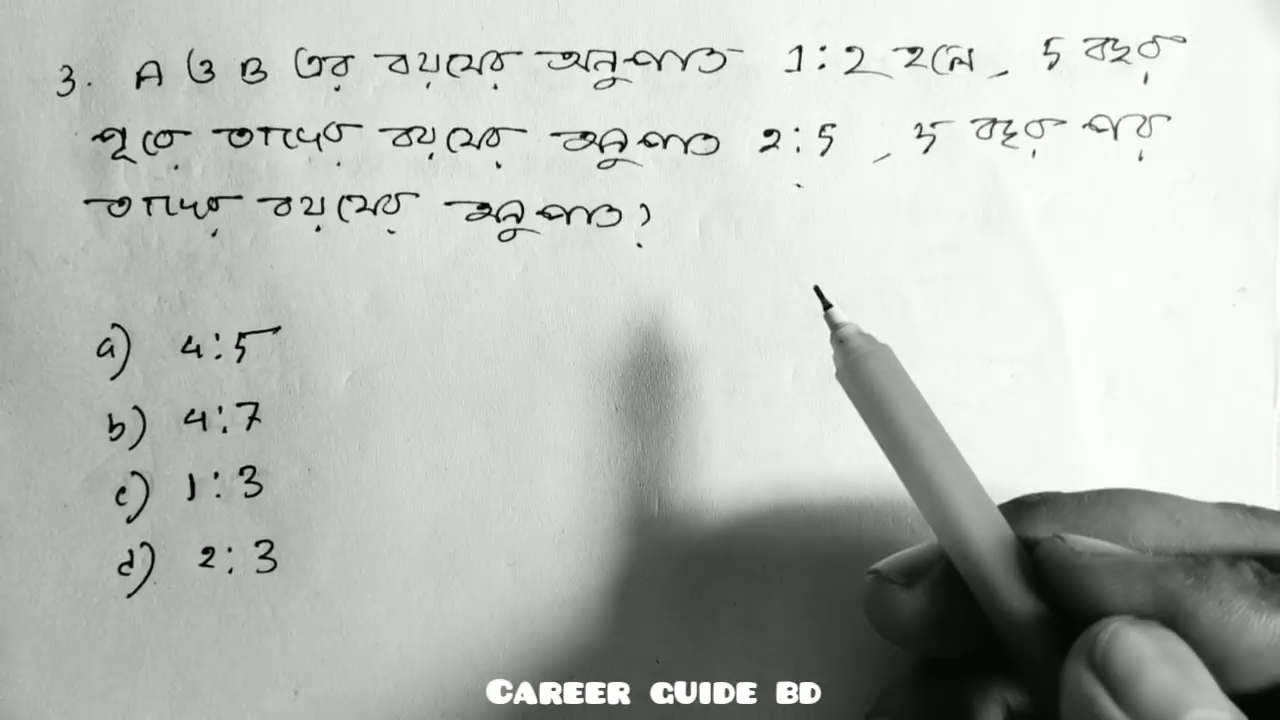 3. A ও B এর বয়সের অনুপাত 1:2 হলে, 5 বছর
পূর্বে তাদের বয়সের অনুপাত 2:5, 5 বছর পর
তাদের বয়সের অনুপাত?
a) 4:5
b) 4:7
c) 1:3
d) 2:3
CAREER GUIDE BD